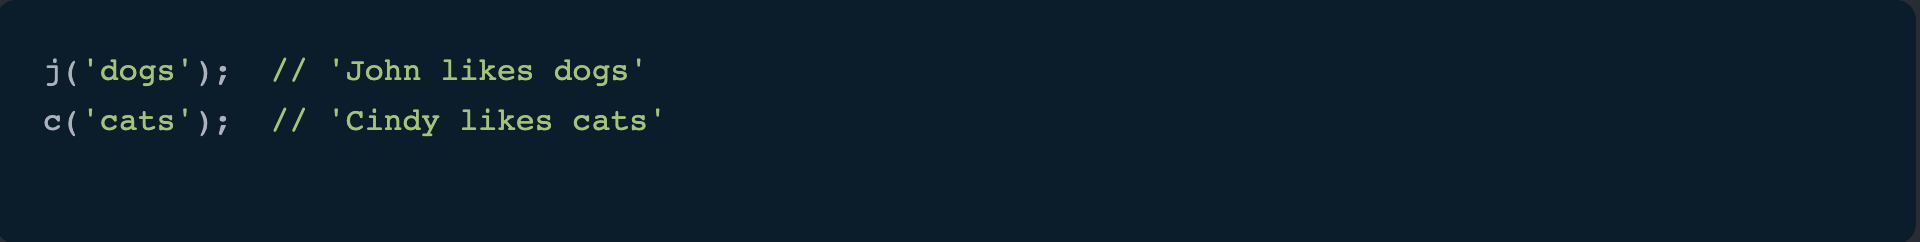 j('dogs');  // 'John likes dogs'
c('cats');  // 'Cindy likes cats'